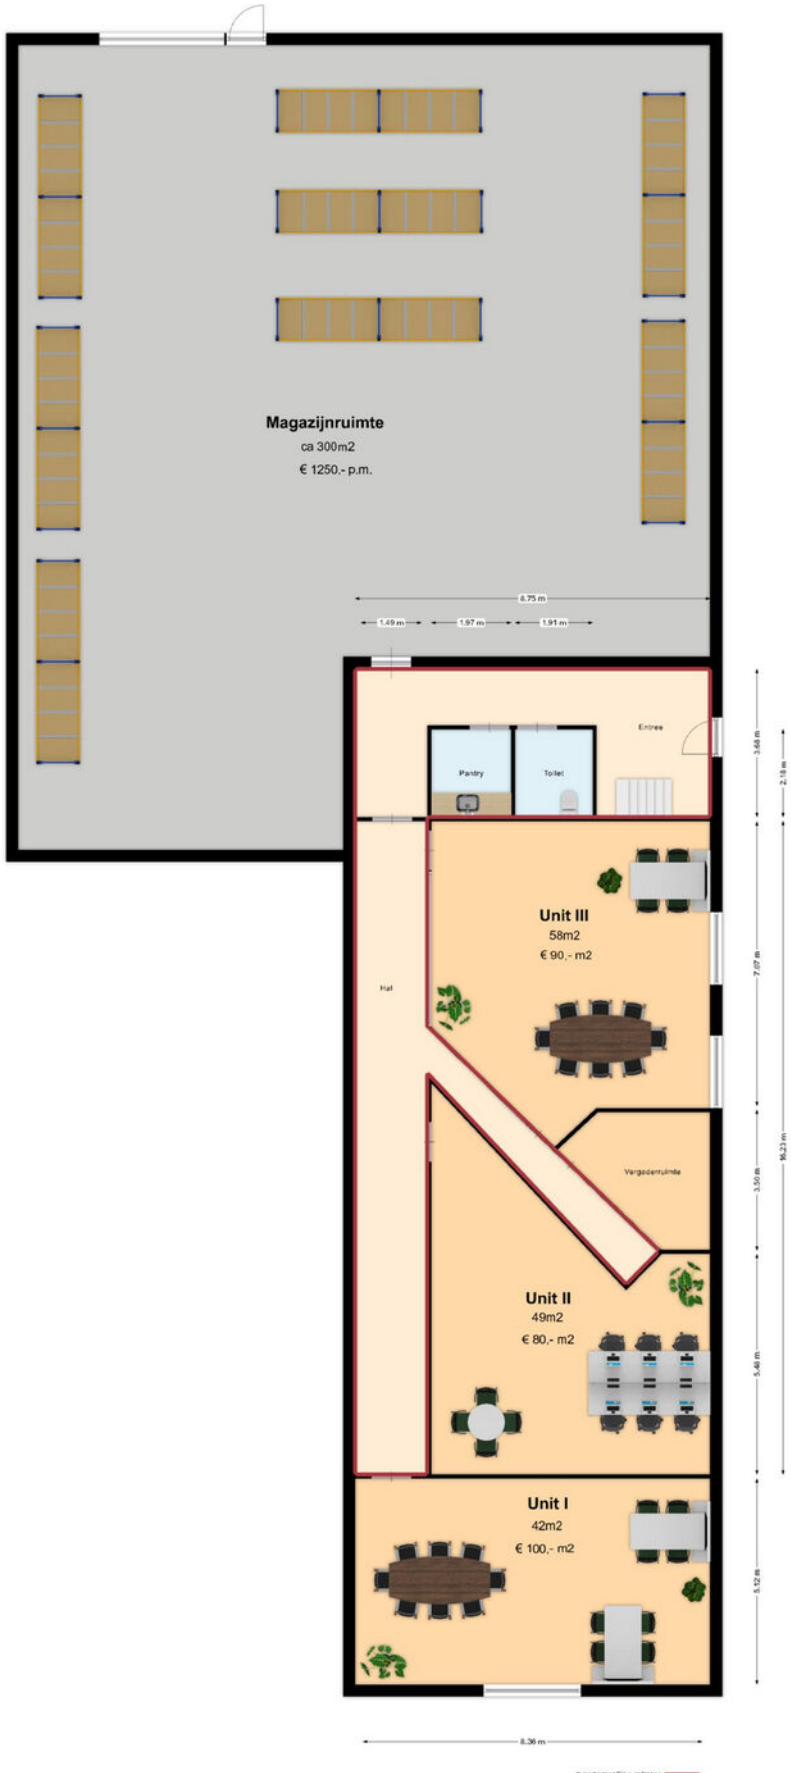 Magazijnruimte
ca 300m2
€ 1250.- p.m.
8.75 m
1.49 m
1.97 m
1.91 m
Entree
Pantry
Toilet
3.68 m
2.18 m
Unit III
58m2
€ 90,- m2
Hal
7.07 m
16.23 m
Vergaderruimte
3.50 m
Unit II
49m2
€ 80,- m2
5.48 m
Unit I
42m2
€ 100,- m2
5.12 m
8.36 m